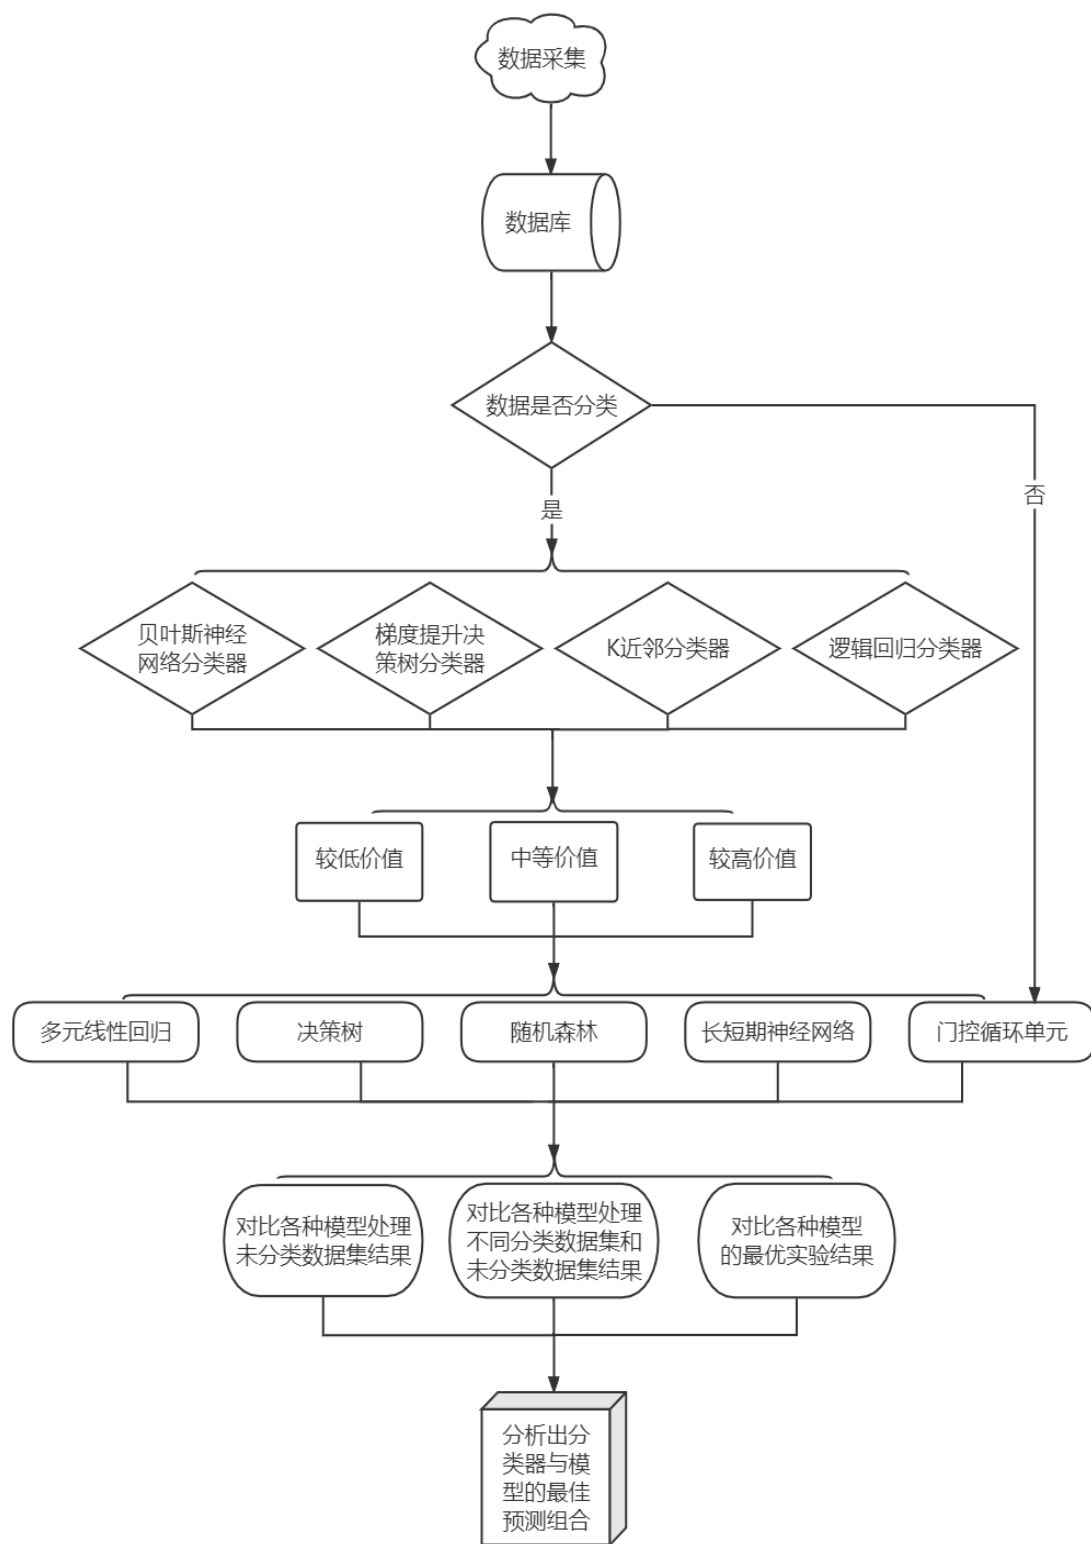 数据采集
数据库
数据是否分类
是
否
贝叶斯神经
网络分类器
梯度提升决
策树分类器
K近邻分类器
逻辑回归分类器
较低价值
中等价值
较高价值
多元线性回归
决策树
随机森林
长短期神经网络
门控循环单元
对比各种模型处理
未分类数据集结果
对比各种模型处理
不同分类数据集和
未分类数据集结果
对比各种模型
的最优实验结果
分析出分
类器与模
型的最佳
预测组合